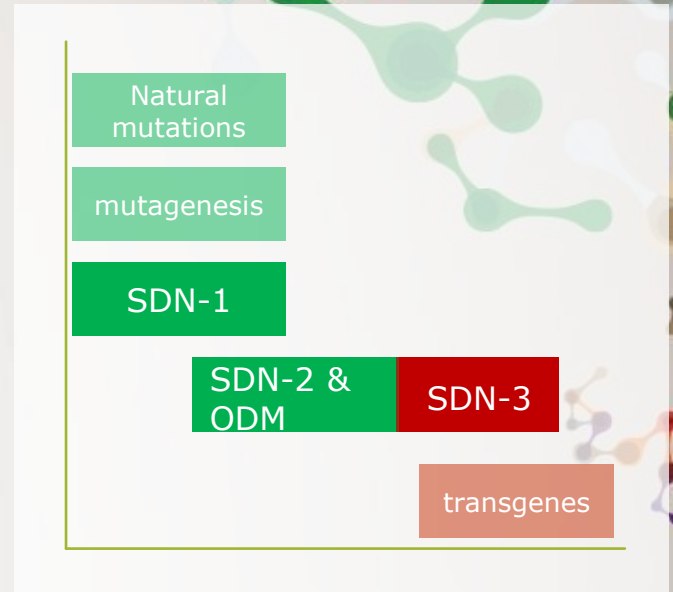 Natural
mutations
mutagenesis
SDN-1
SDN-2 &
ODM
SDN-3
transgenes